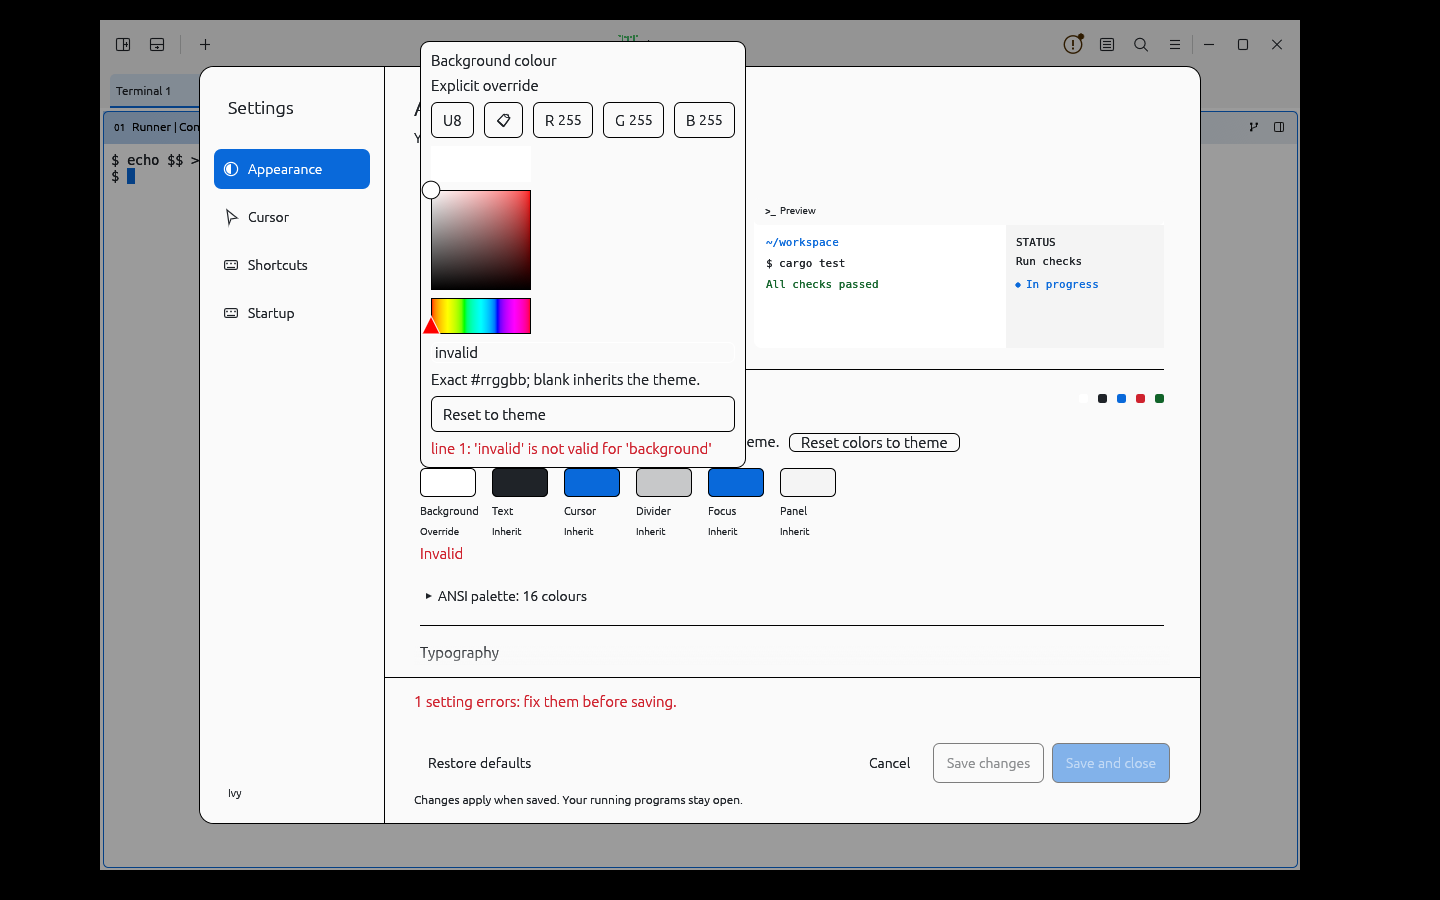 Terminal 1
01 Runner | Con
$ echo $$ >
$
Settings
Appearance
Cursor
Shortcuts
Startup
Ivy
Background colour
Explicit override
U8
R 255
G 255
B 255
invalid
Exact #rrggbb; blank inherits the theme.
Reset to theme
line 1: 'invalid' is not valid for 'background'
>_ Preview
~/workspace
$ cargo test
All checks passed
STATUS
Run checks
In progress
eme.
Reset colors to theme
Background
Text
Cursor
Divider
Focus
Panel
Override
Inherit
Inherit
Inherit
Inherit
Inherit
Invalid
ANSI palette: 16 colours
Typography
1 setting errors: fix them before saving.
Restore defaults
Cancel
Save changes
Save and close
Changes apply when saved. Your running programs stay open.